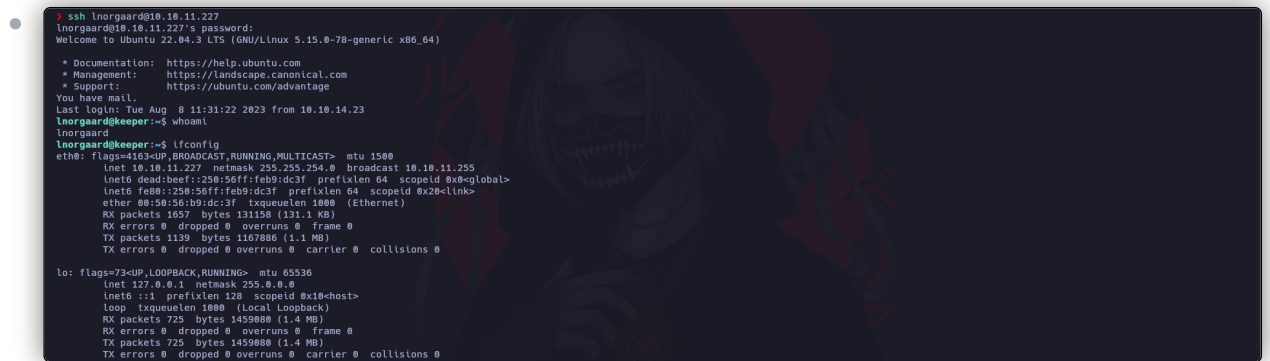 ❯ ssh lnorgaard@10.10.11.227
lnorgaard@10.10.11.227's password:
Welcome to Ubuntu 22.04.3 LTS (GNU/Linux 5.15.0-78-generic x86_64)
* Documentation:  https://help.ubuntu.com
* Management:     https://landscape.canonical.com
* Support:        https://ubuntu.com/advantage
You have mail.
Last login: Tue Aug  8 11:31:22 2023 from 10.10.14.23
lnorgaard@keeper:~$ whoami
lnorgaard
lnorgaard@keeper:~$ ifconfig
eth0: flags=4163<UP,BROADCAST,RUNNING,MULTICAST>  mtu 1500
inet 10.10.11.227  netmask 255.255.254.0  broadcast 10.10.11.255
inet6 dead:beef::250:56ff:feb9:dc3f  prefixlen 64  scopeid 0x0<global>
inet6 fe80::250:56ff:feb9:dc3f  prefixlen 64  scopeid 0x20<link>
ether 00:50:56:b9:dc:3f  txqueuelen 1000  (Ethernet)
RX packets 1657  bytes 131158 (131.1 KB)
RX errors 0  dropped 0  overruns 0  frame 0
TX packets 1139  bytes 1167886 (1.1 MB)
TX errors 0  dropped 0 overruns 0  carrier 0  collisions 0
lo: flags=73<UP,LOOPBACK,RUNNING>  mtu 65536
inet 127.0.0.1  netmask 255.0.0.0
inet6 ::1  prefixlen 128  scopeid 0x10<host>
loop  txqueuelen 1000  (Local Loopback)
RX packets 725  bytes 1459080 (1.4 MB)
RX errors 0  dropped 0  overruns 0  frame 0
TX packets 725  bytes 1459080 (1.4 MB)
TX errors 0  dropped 0 overruns 0  carrier 0  collisions 0